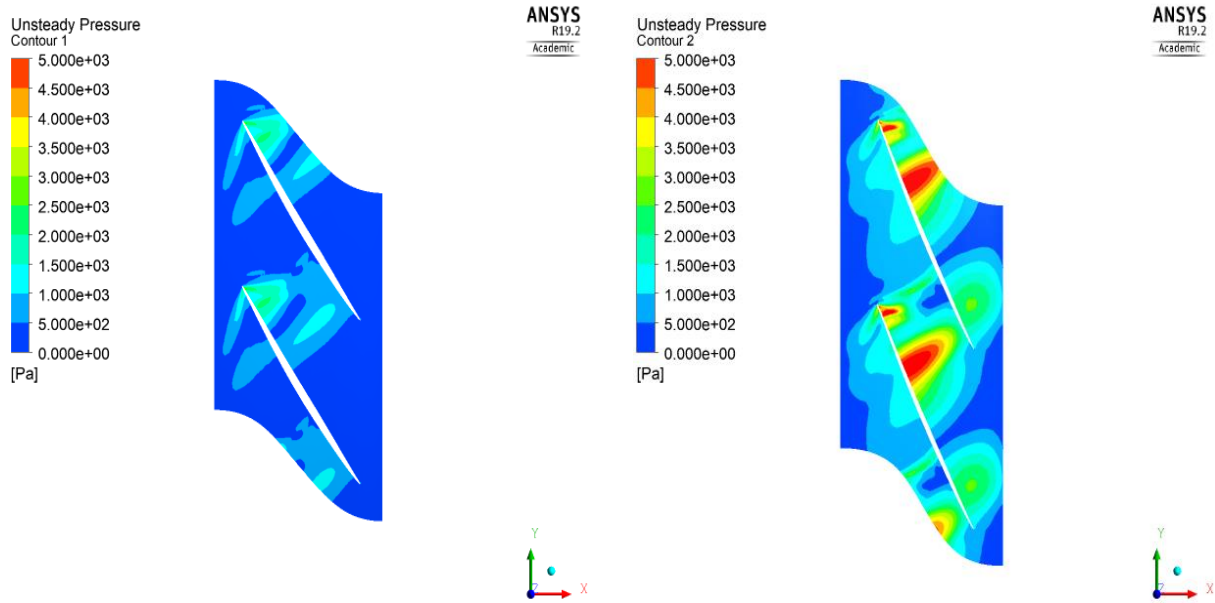 Unsteady Pressure
Contour 1
5.000e+03
4.500e+03
4.000e+03
3.500e+03
3.000e+03
2.500e+03
2.000e+03
1.500e+03
1.000e+03
5.000e+02
0.000e+00
[Pa]
ANSYS
R19.2
Academic
Y
Z
X
Unsteady Pressure
Contour 2
5.000e+03
4.500e+03
4.000e+03
3.500e+03
3.000e+03
2.500e+03
2.000e+03
1.500e+03
1.000e+03
5.000e+02
0.000e+00
[Pa]
ANSYS
R19.2
Academic
Y
Z
X